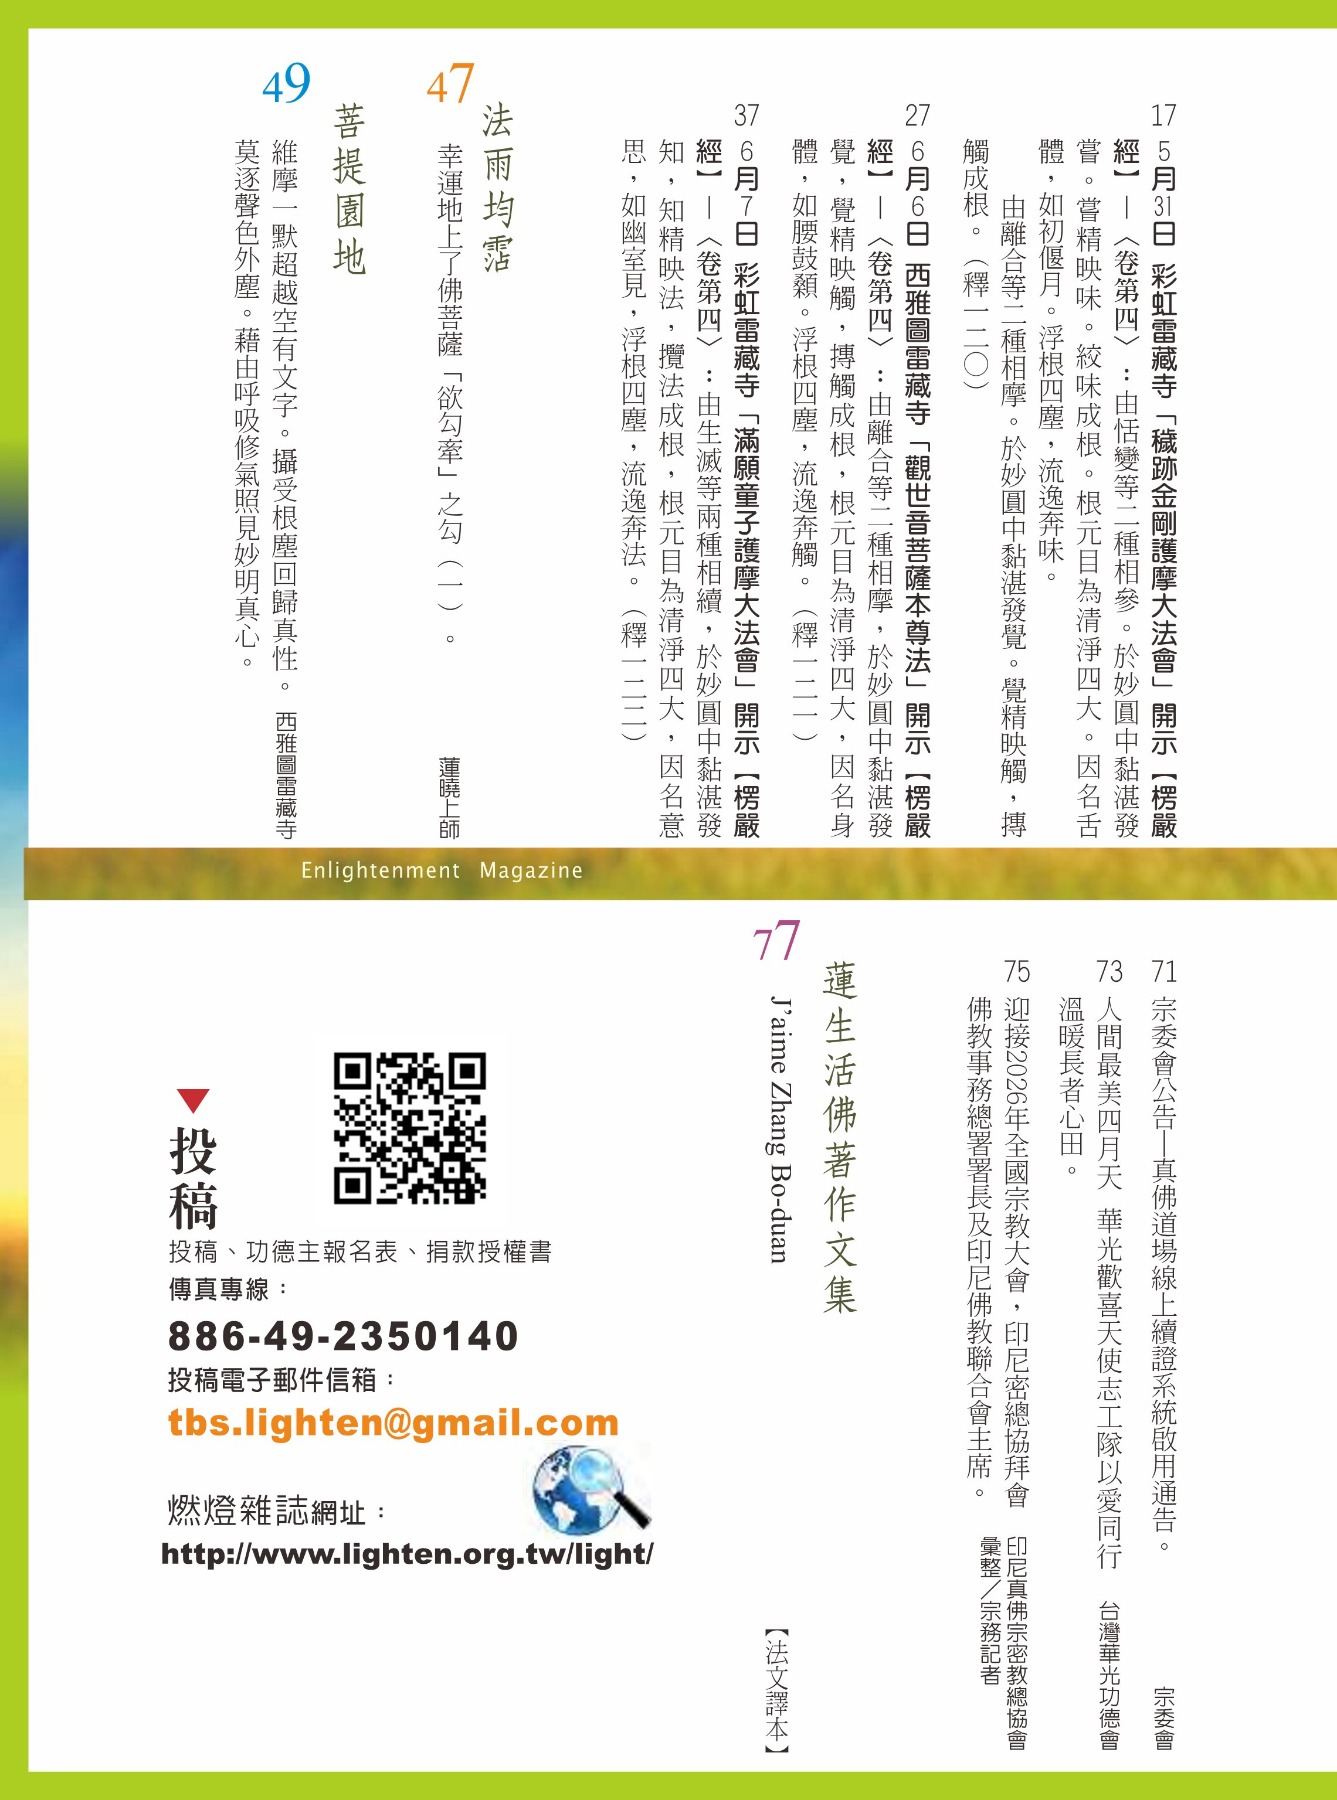 17
5月31日 彩虹雷藏寺「穢跡金剛護摩大法會」開示【楞嚴
經】—〈卷第四〉:由恬變等二種相參。於妙圓中黏湛發
嘗。嘗精映味。絞味成根。根元目為清淨四大。因名舌
體,如初偃月。浮根四塵,流逸奔味。
由離合等二種相摩。於妙圓中黏湛發覺。覺精映觸,搏
觸成根。(釋一二〇)
27
6月6日 西雅圖雷藏寺「觀世音菩薩本尊法」開示【楞嚴
經】—〈卷第四〉:由離合等二種相摩,於妙圓中黏湛發
覺,覺精映觸,摶觸成根,根元目為清淨四大,因名身
體,如腰鼓顙。浮根四塵,流逸奔觸。(釋一二一)
37
6月7日 彩虹雷藏寺「滿願童子護摩大法會」開示【楞嚴
經】—〈卷第四〉:由生滅等兩種相續,於妙圓中黏湛發
知,知精映法,攬法成根,根元目為清淨四大,因名意
思,如幽室見,浮根四塵,流逸奔法。(釋一二二)
47
法雨均霑
幸運地上了佛菩薩「欲勾牽」之勾(一)。 蓮曉上師
49
菩提園地
維摩一默超越空有文字。攝受根塵回歸真性。 西雅圖雷藏寺
莫逐聲色外塵。藉由呼吸修氣照見妙明真心。
Enlightenment Magazine
71
宗委會公告—真佛道場線上續證系統啟用通告。 宗委會
73
人間最美四月天 華光歡喜天使志工隊以愛同行 台灣華光功德會
溫暖長者心田。
75
迎接2026年全國宗教大會,印尼密總協拜會 印尼真佛宗密教總協會
佛教事務總署署長及印尼佛教聯合會主席。 彙整／宗務記者
77
蓮生活佛著作文集
J'aime Zhang Bo-duan 【法文譯本】
投稿
投稿、功德主報名表、捐款授權書
傳真專線:
886-49-2350140
投稿電子郵件信箱:
tbs.lighten@gmail.com
燃燈雜誌網址:
http://www.lighten.org.tw/light/